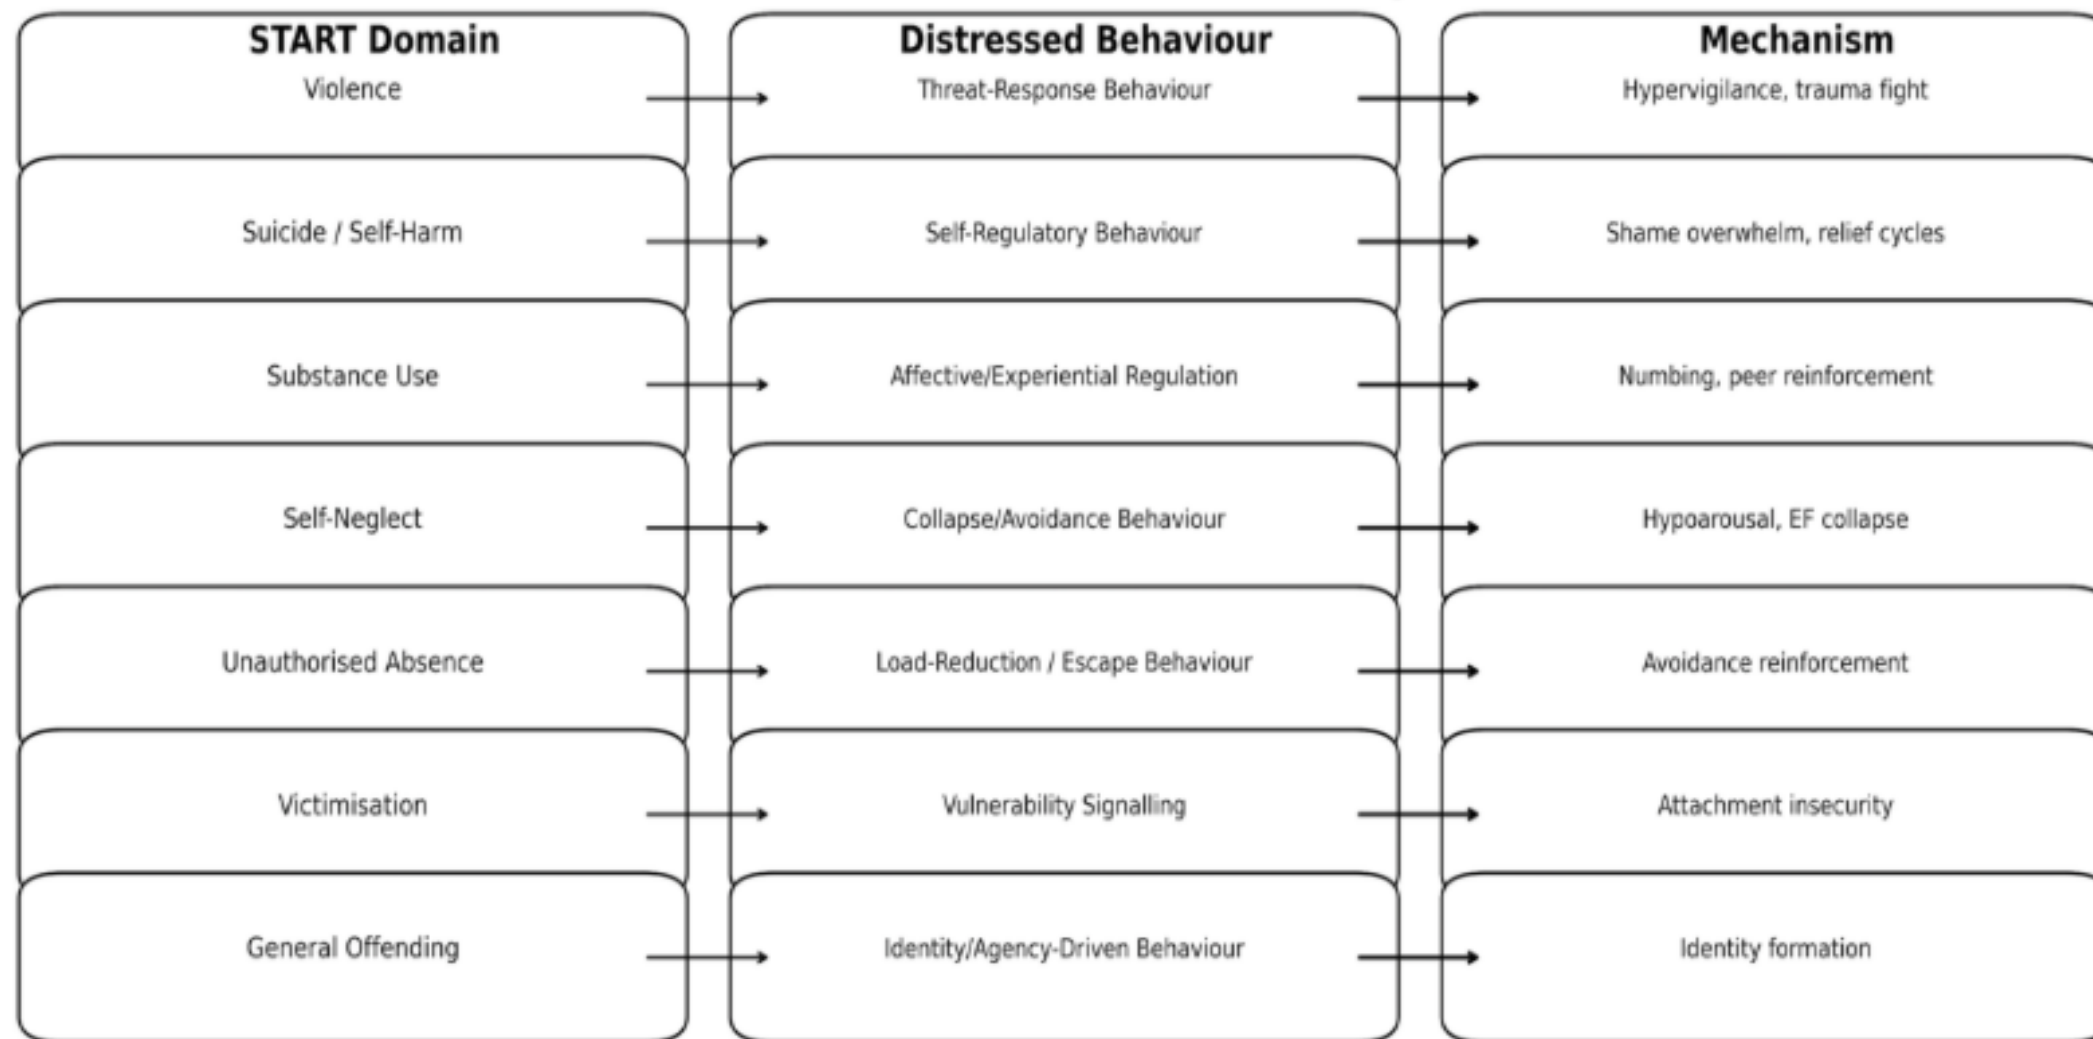 START Domain
Distressed Behaviour
Mechanism
Violence
Threat-Response Behaviour
Hypervigilance, trauma fight
Suicide / Self-Harm
Self-Regulatory Behaviour
Shame overwhelm, relief cycles
Substance Use
Affective/Experiential Regulation
Numbing, peer reinforcement
Self-Neglect
Collapse/Avoidance Behaviour
Hypoarousal, EF collapse
Unauthorised Absence
Load-Reduction / Escape Behaviour
Avoidance reinforcement
Victimisation
Vulnerability Signalling
Attachment insecurity
General Offending
Identity/Agency-Driven Behaviour
Identity formation